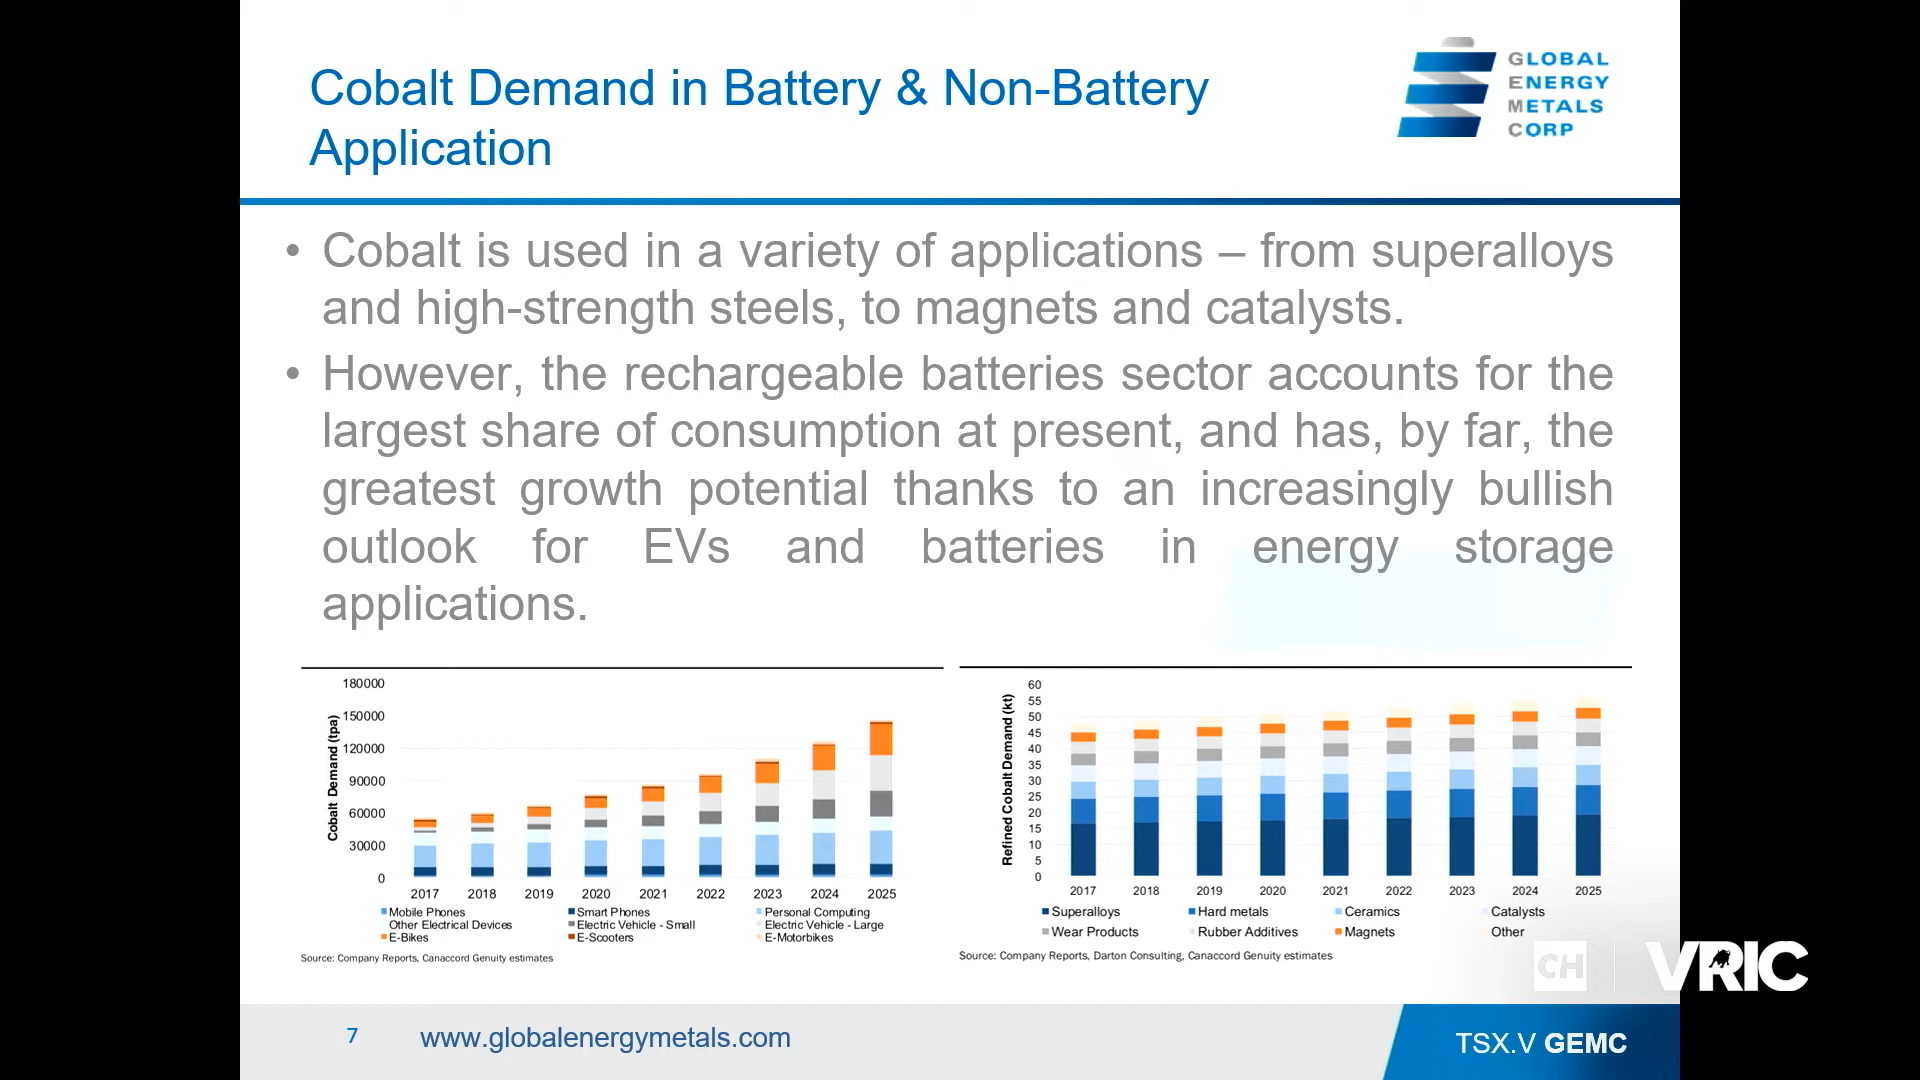 Cobalt Demand in Battery & Non-Battery
Application
GLOBAL
ENERGY
METALS
CORP
• Cobalt is used in a variety of applications – from superalloys
and high-strength steels, to magnets and catalysts.
• However, the rechargeable batteries sector accounts for the
largest share of consumption at present, and has, by far, the
greatest growth potential thanks to an increasingly bullish
outlook for EVs and batteries in energy storage
applications.
Cobalt Demand (tpa)
180000
150000
120000
90000
60000
30000
0
2017 2018 2019 2020 2021 2022 2023 2024 2025
Mobile Phones Smart Phones Personal Computing
Other Electrical Devices Electric Vehicle - Small Electric Vehicle - Large
E-Bikes E-Scooters E-Motorbikes
Source: Company Reports, Canaccord Genuity estimates
Refined Cobalt Demand (kt)
60
55
50
45
40
35
30
25
20
15
10
5
0
2017 2018 2019 2020 2021 2022 2023 2024 2025
Superalloys Hard metals Ceramics Catalysts
Wear Products Rubber Additives Magnets Other
Source: Company Reports, Darton Consulting, Canaccord Genuity estimates
CH VRIC
7 www.globalenergymetals.com
TSX.V GEMC